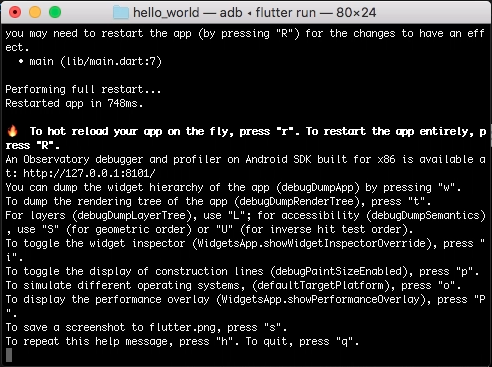 hello_world — adb ◂ flutter run — 80×24
you may need to restart the app (by pressing "R") for the changes to have an eff
ect.
• main (lib/main.dart:7)
Performing full restart...
Restarted app in 748ms.
🔥 To hot reload your app on the fly, press "r". To restart the app entirely, p
ress "R".
An Observatory debugger and profiler on Android SDK built for x86 is available a
t: http://127.0.0.1:8101/
You can dump the widget hierarchy of the app (debugDumpApp) by pressing "w".
To dump the rendering tree of the app (debugDumpRenderTree), press "t".
For layers (debugDumpLayerTree), use "L"; for accessibility (debugDumpSemantics)
, use "S" (for geometric order) or "U" (for inverse hit test order).
To toggle the widget inspector (WidgetsApp.showWidgetInspectorOverride), press "
i".
To toggle the display of construction lines (debugPaintSizeEnabled), press "p".
To simulate different operating systems, (defaultTargetPlatform), press "o".
To display the performance overlay (WidgetsApp.showPerformanceOverlay), press "P
".
To save a screenshot to flutter.png, press "s".
To repeat this help message, press "h". To quit, press "q".